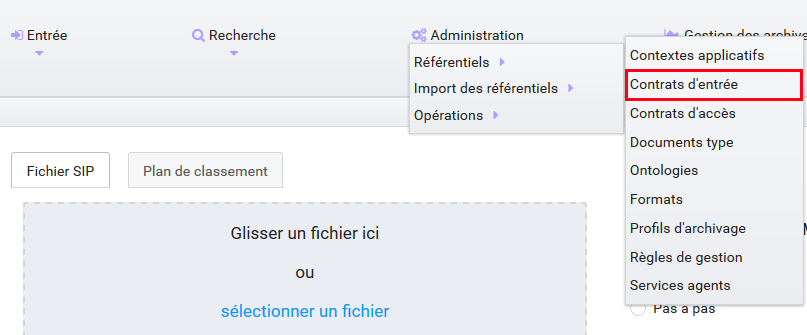 Entrée
Recherche
Administration
Gestion des archive
Référentiels
Import des référentiels
Opérations
Contextes applicatifs
Contrats d'entrée
Contrats d'accès
Documents type
Ontologies
Formats
Profils d'archivage
Règles de gestion
Services agents
Fichier SIP
Plan de classement
Glisser un fichier ici
ou
sélectionner un fichier
Pas à pas